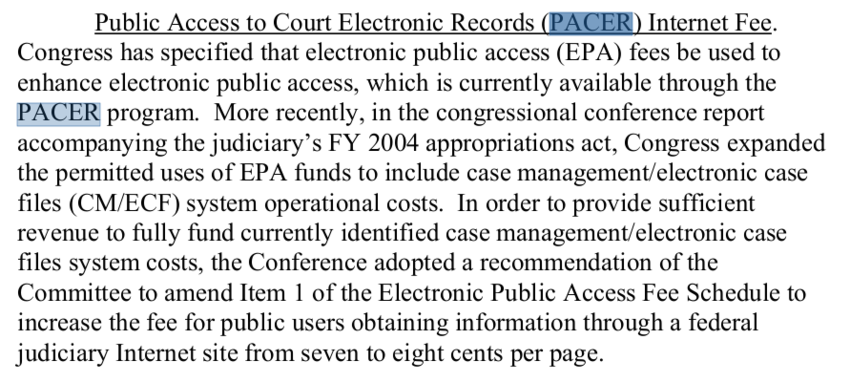 Public Access to Court Electronic Records (PACER) Internet Fee.
Congress has specified that electronic public access (EPA) fees be used to
enhance electronic public access, which is currently available through the
PACER program.  More recently, in the congressional conference report
accompanying the judiciary's FY 2004 appropriations act, Congress expanded
the permitted uses of EPA funds to include case management/electronic case
files (CM/ECF) system operational costs.  In order to provide sufficient
revenue to fully fund currently identified case management/electronic case
files system costs, the Conference adopted a recommendation of the
Committee to amend Item 1 of the Electronic Public Access Fee Schedule to
increase the fee for public users obtaining information through a federal
judiciary Internet site from seven to eight cents per page.